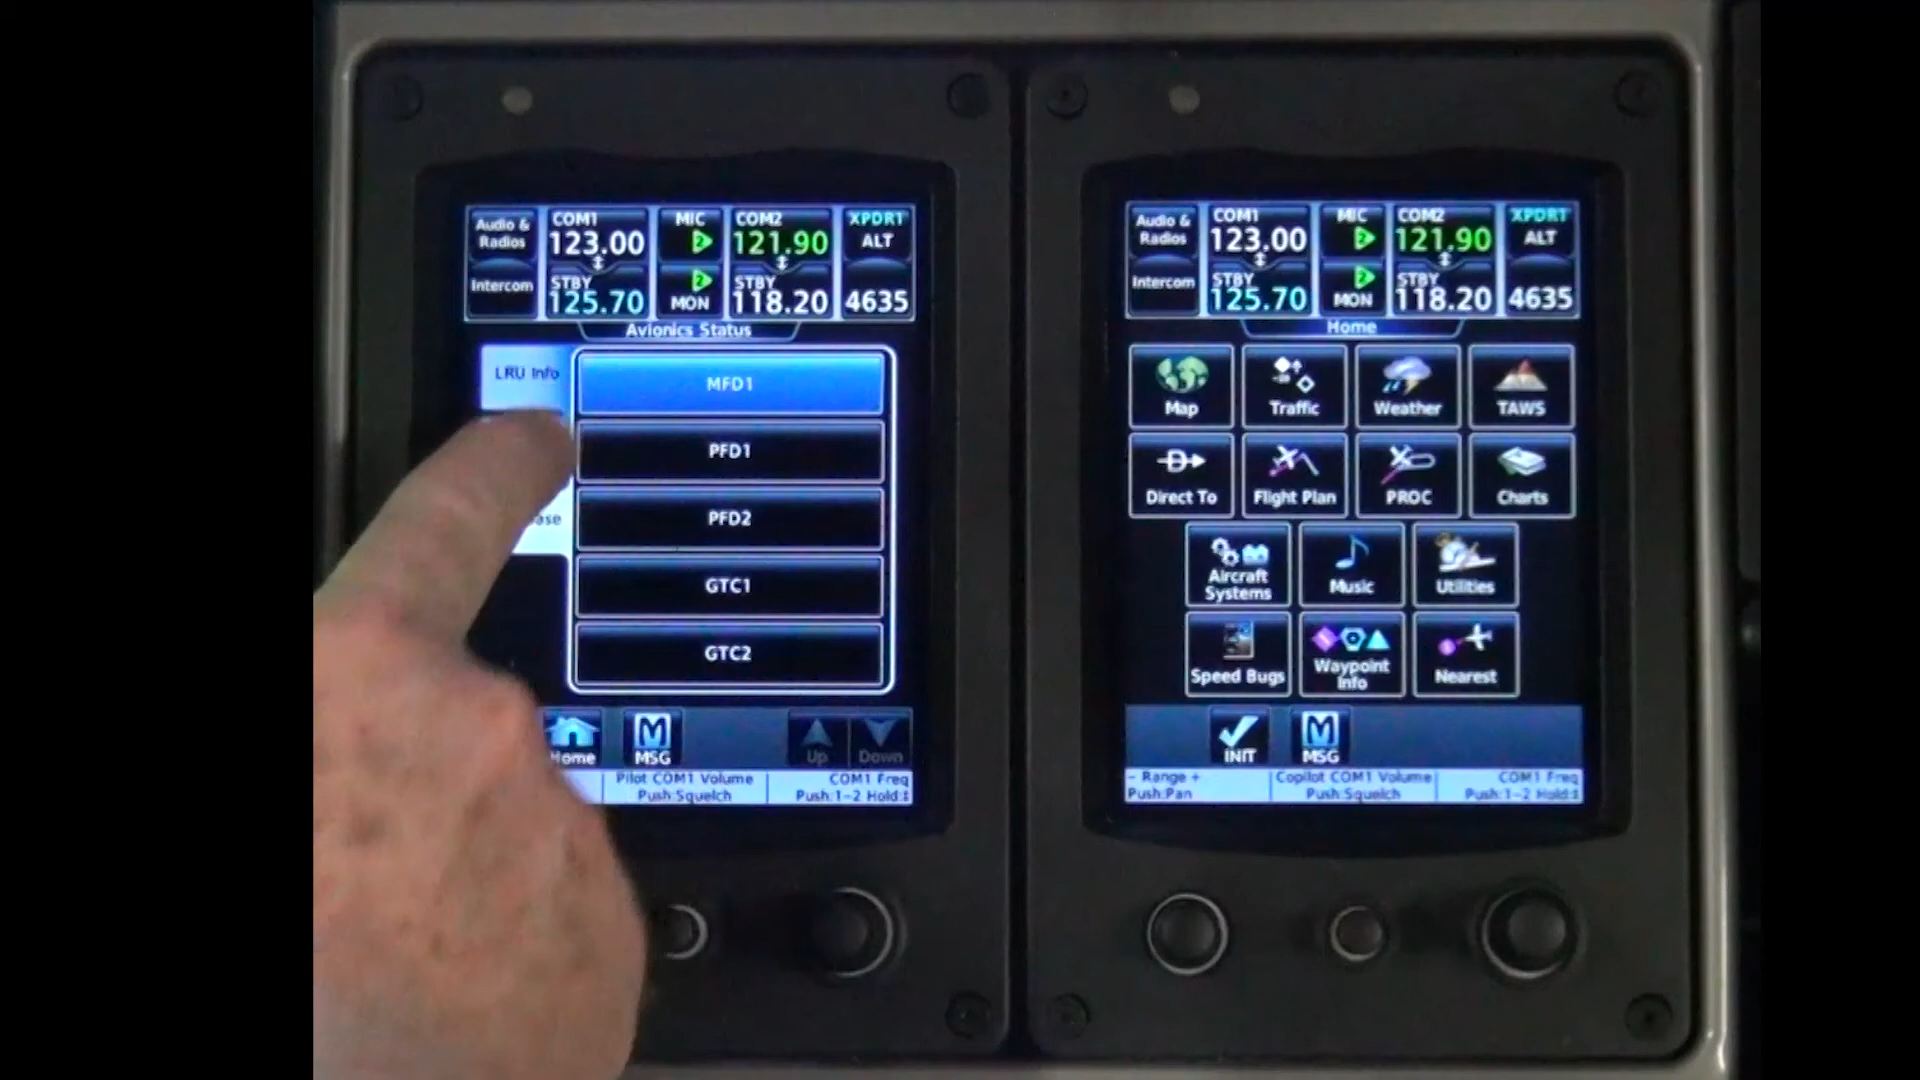 Audio &
Radios
Intercom
COM1
123.00
STBY
125.70
MIC
2
2
MON
COM2
121.90
STBY
118.20
XPDR1
ALT
4635
Avionics Status
LRU Info
MFD1
PFD1
PFD2
GTC1
GTC2
Home
MSG
Up
Down
Pilot COM1 Volume
Push:Squelch
COM1 Freq
Push:1–2 Hold:↕
Audio &
Radios
Intercom
COM1
123.00
STBY
125.70
MIC
2
2
MON
COM2
121.90
STBY
118.20
XPDR1
ALT
4635
Home
Map
Traffic
Weather
TAWS
Direct To
Flight Plan
PROC
Charts
Aircraft
Systems
Music
Utilities
Speed Bugs
Waypoint
Info
Nearest
INIT
MSG
– Range +
Push:Pan
Copilot COM1 Volume
Push:Squelch
COM1 Freq
Push:1–2 Hold:↕